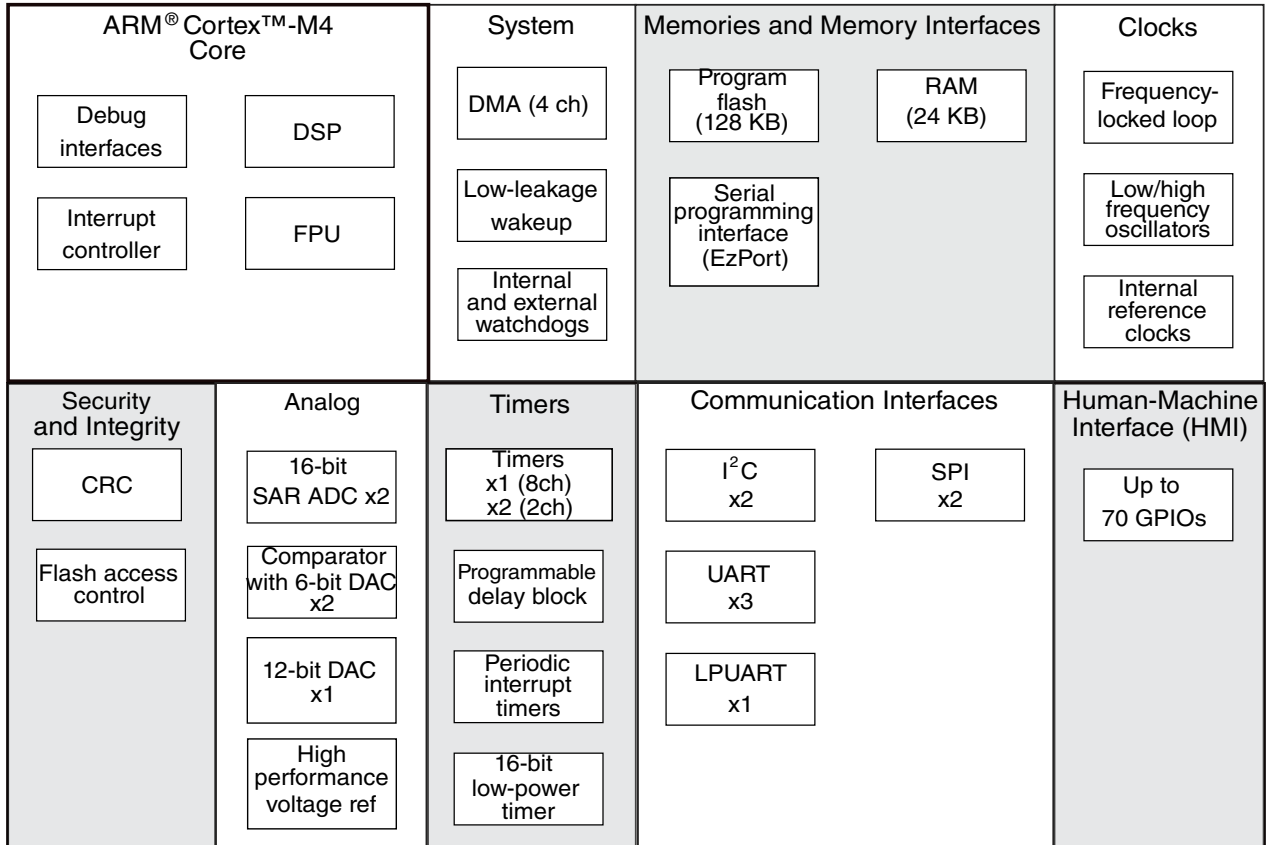 ARM® Cortex™-M4
Core
Debug
interfaces
DSP
Interrupt
controller
FPU
System
DMA (4 ch)
Low-leakage
wakeup
Internal
and external
watchdogs
Memories and Memory Interfaces
Program
flash
(128 KB)
RAM
(24 KB)
Serial
programming
interface
(EzPort)
Clocks
Frequency-
locked loop
Low/high
frequency
oscillators
Internal
reference
clocks
Security
and Integrity
CRC
Flash access
control
Analog
16-bit
SAR ADC x2
Comparator
with 6-bit DAC
x2
12-bit DAC
x1
High
performance
voltage ref
Timers
Timers
x1 (8ch)
x2 (2ch)
Programmable
delay block
Periodic
interrupt
timers
16-bit
low-power
timer
Communication Interfaces
I²C
x2
SPI
x2
UART
x3
LPUART
x1
Human-Machine
Interface (HMI)
Up to
70 GPIOs